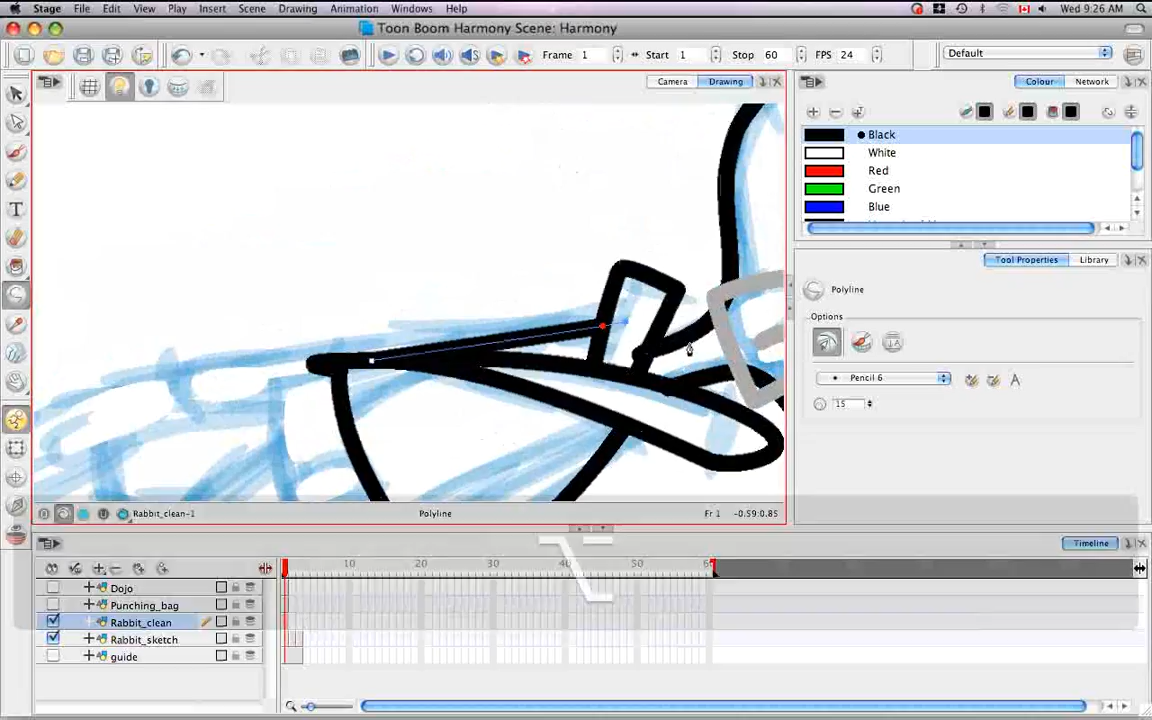 Stage File Edit View Play Insert Scene Drawing Animation Windows Help Wed 9:26 AM
Toon Boom Harmony Scene: Harmony
Frame 1 Start 1 Stop 60 FPS 24 Default
Camera Drawing Colour Network
Black
White
Red
Green
Blue
Tool Properties Library
Polyline
Options
Pencil 6
15
Rabbit_clean-1 Polyline Fr 1 -0.59:0.85
Timeline
10 20 30 40 50
Dojo
Punching_bag
Rabbit_clean
Rabbit_sketch
guide